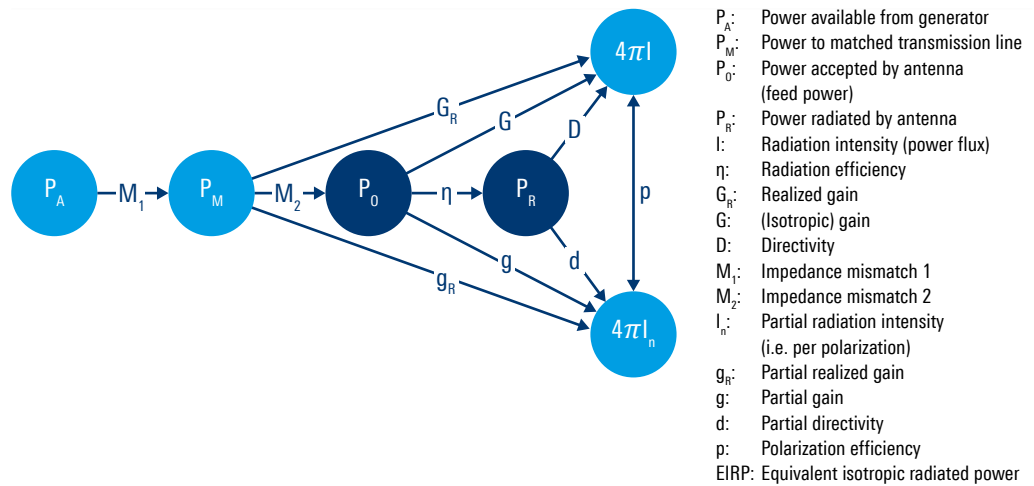 4πI
G_R
G
D
P_A
M_1
P_M
M_2
P_0
η
P_R
p
g
d
g_R
4πI_n
P_A: Power available from generator
P_M: Power to matched transmission line
P_0: Power accepted by antenna
(feed power)
P_R: Power radiated by antenna
I: Radiation intensity (power flux)
η: Radiation efficiency
G_R: Realized gain
G: (Isotropic) gain
D: Directivity
M_1: Impedance mismatch 1
M_2: Impedance mismatch 2
I_n: Partial radiation intensity
(i.e. per polarization)
g_R: Partial realized gain
g: Partial gain
d: Partial directivity
p: Polarization efficiency
EIRP: Equivalent isotropic radiated power